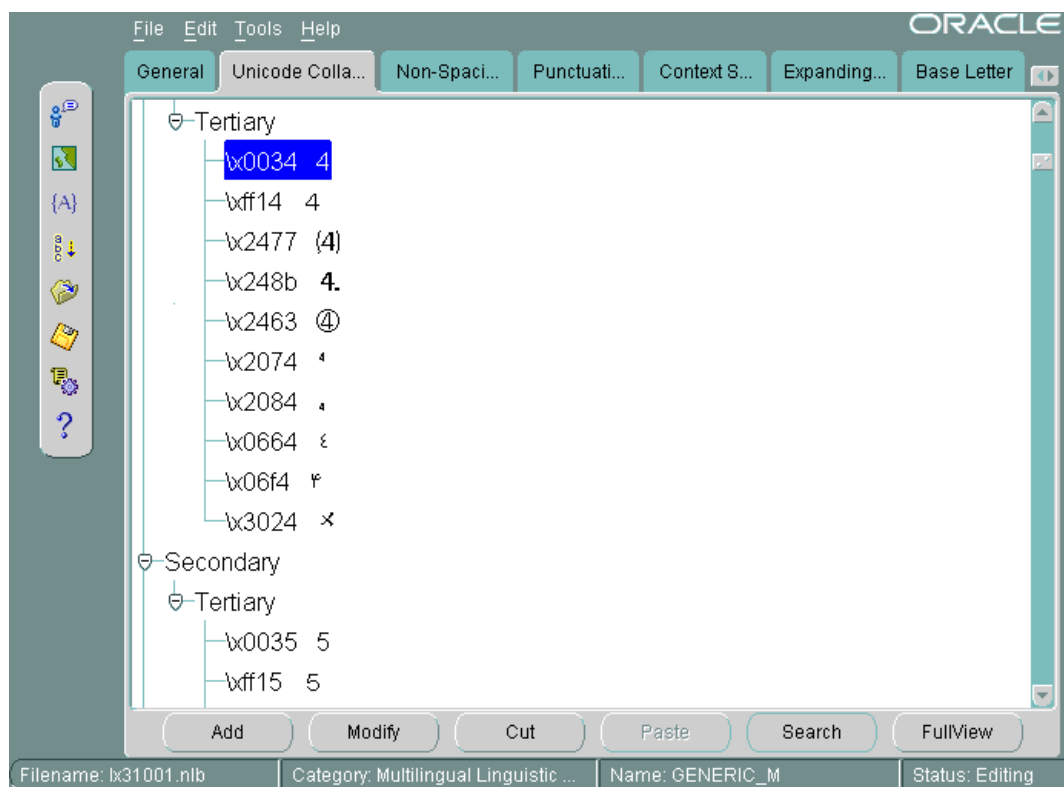 File Edit Tools Help ORACLE
General Unicode Colla... Non-Spaci... Punctuati... Context S... Expanding... Base Letter
Tertiary
\x0034 4
\xff14 4
\x2477 (4)
\x248b 4.
\x2463 ④
\x2074 ⁴
\x2084 ₄
\x0664 ٤
\x06f4 ۴
\x3024 〤
Secondary
Tertiary
\x0035 5
\xff15 5
Add Modify Cut Paste Search FullView
Filename: lx31001.nlb Category: Multilingual Linguistic ... Name: GENERIC_M Status: Editing
{A}
a
b
c
?